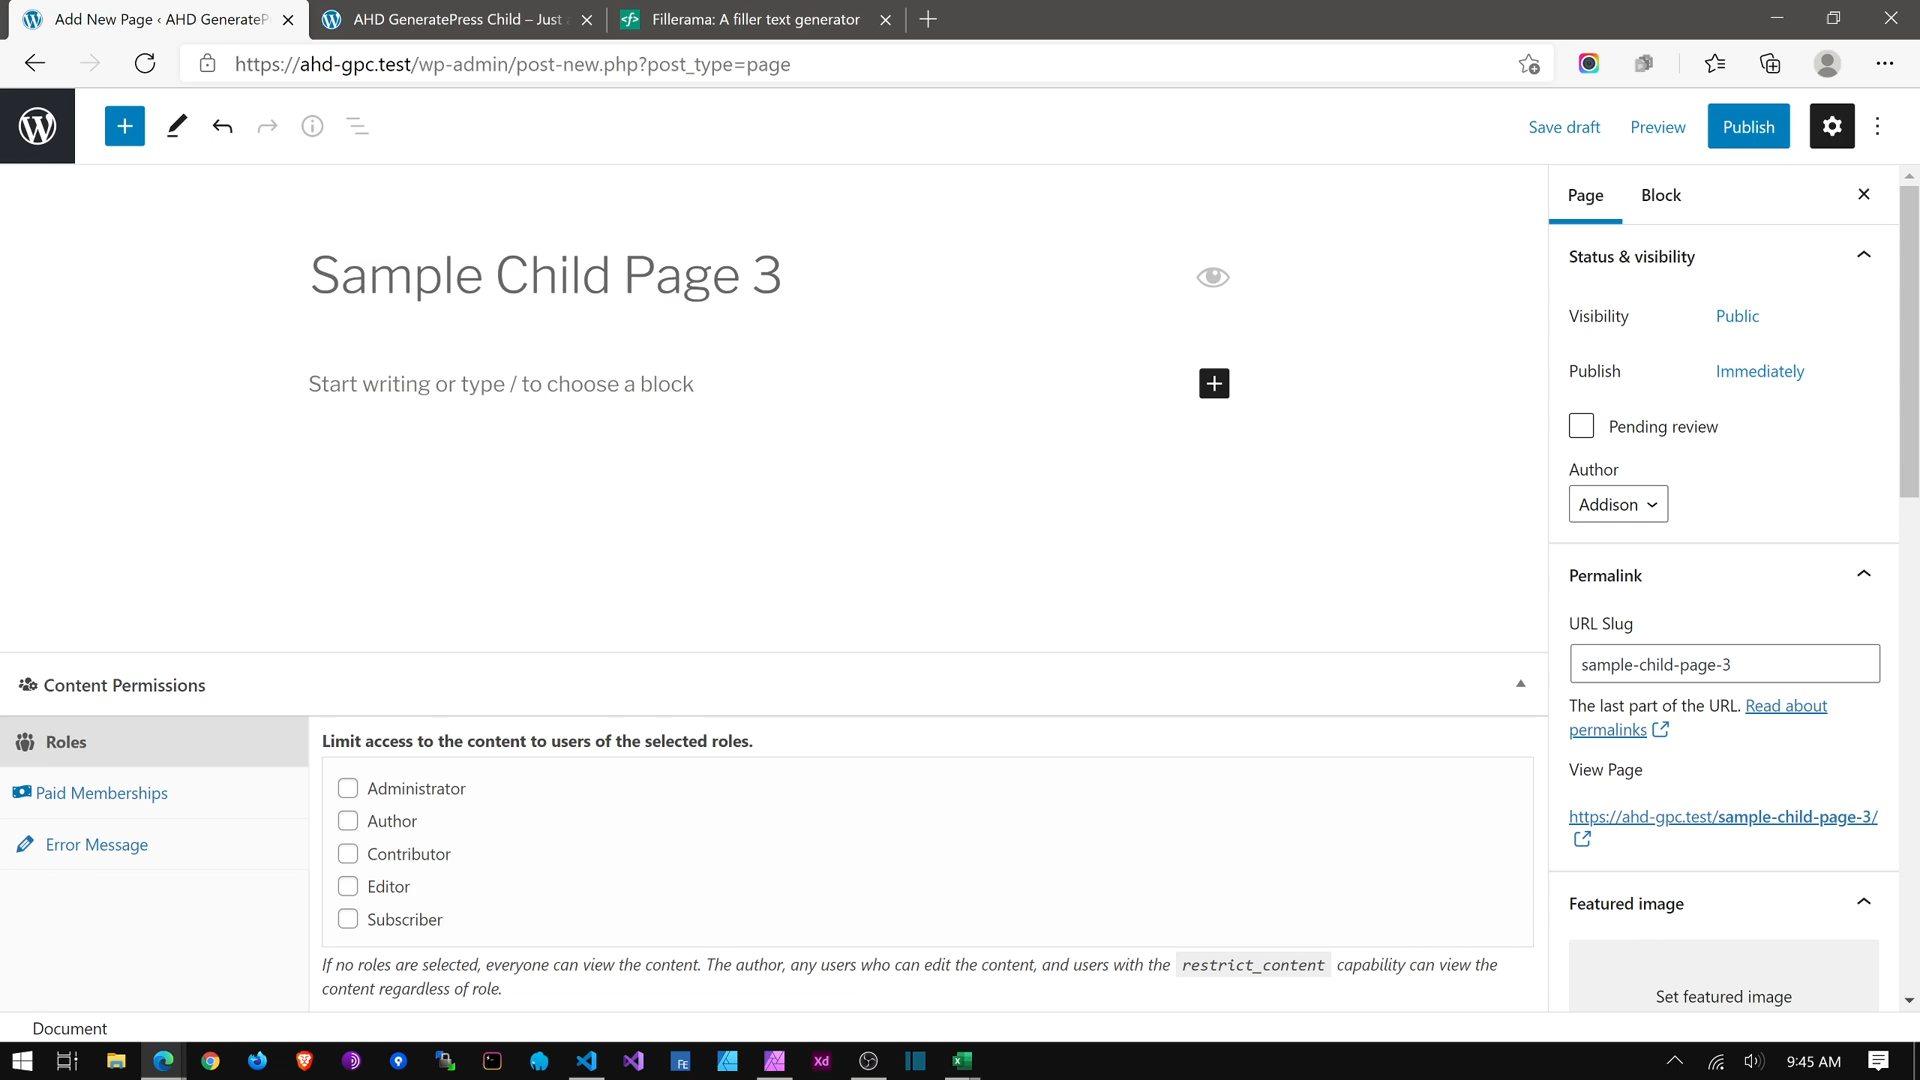 Add New Page ‹ AHD GenerateP
AHD GeneratePress Child – Just
Fillerama: A filler text generator
https://ahd-gpc.test/wp-admin/post-new.php?post_type=page
Save draft
Preview
Publish
Page
Block
Sample Child Page 3
Start writing or type / to choose a block
Status & visibility
Visibility
Public
Publish
Immediately
Pending review
Author
Addison
Permalink
URL Slug
sample-child-page-3
The last part of the URL. Read about
permalinks
View Page
https://ahd-gpc.test/sample-child-page-3/
Featured image
Set featured image
Content Permissions
Roles
Paid Memberships
Error Message
Limit access to the content to users of the selected roles.
Administrator
Author
Contributor
Editor
Subscriber
If no roles are selected, everyone can view the content. The author, any users who can edit the content, and users with the restrict_content capability can view the
content regardless of role.
Document
FE
Xd
9:45 AM